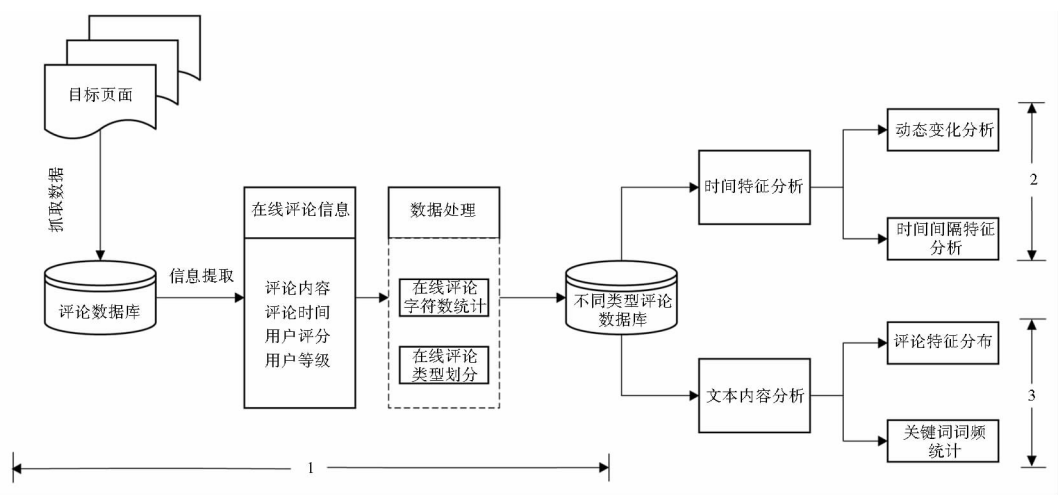 目标页面
抓取数据
评论数据库
信息提取
在线评论信息
评论内容
评论时间
用户评分
用户等级
数据处理
在线评论
字符数统计
在线评论
类型划分
不同类型评论
数据库
时间特征分析
动态变化分析
时间间隔特征
分析
2
文本内容分析
评论特征分布
关键词词频
统计
3
1